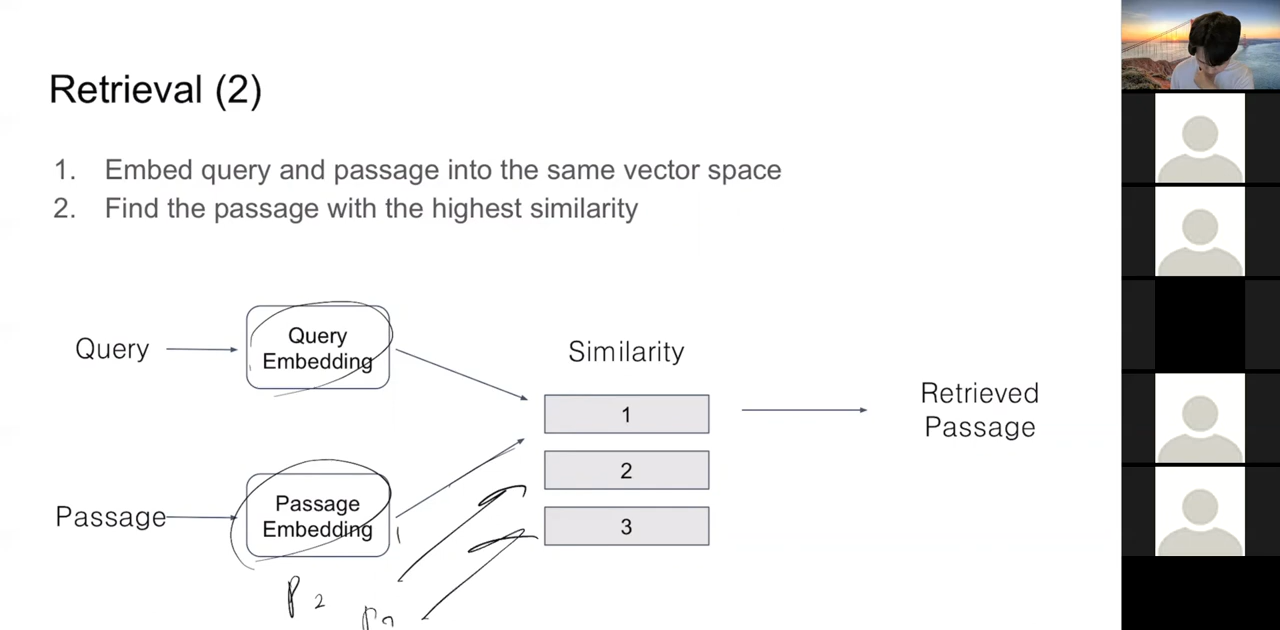 Retrieval (2)
1. Embed query and passage into the same vector space
2. Find the passage with the highest similarity
Query
Query
Embedding
Similarity
1
2
3
Retrieved
Passage
Passage
Passage
Embedding
1
P 2